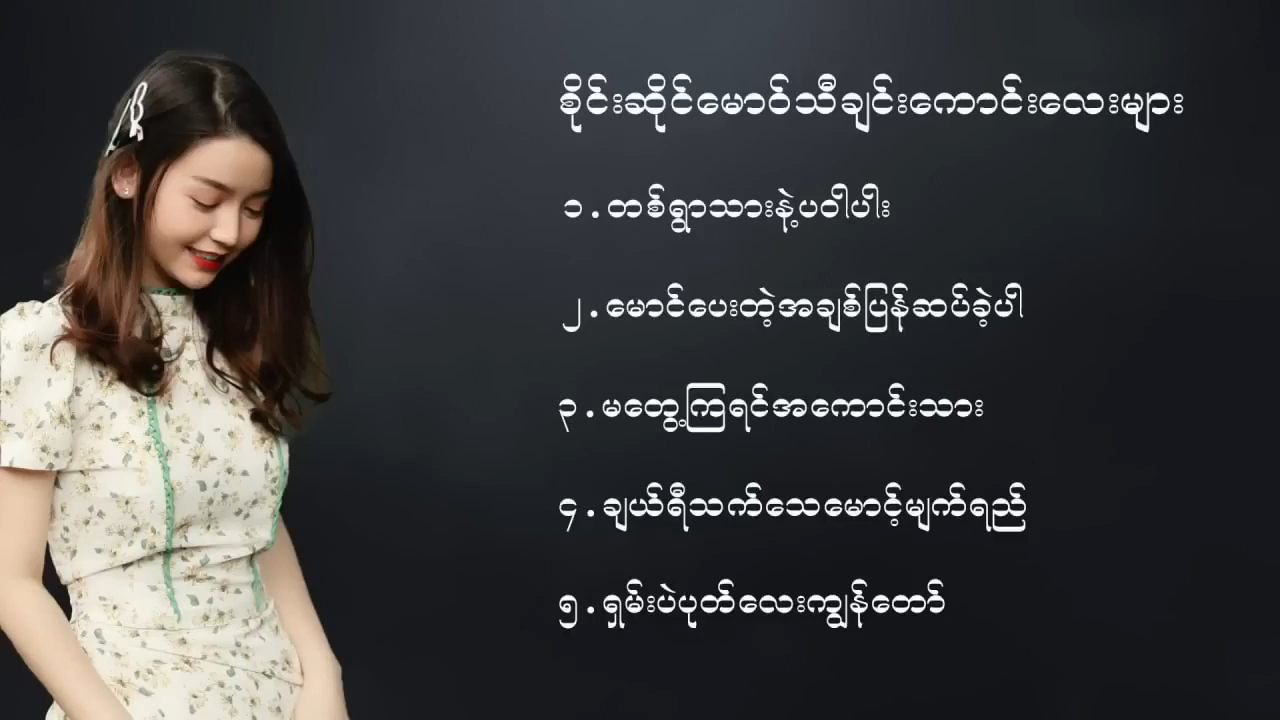 စိုင်းဆိုင်မောဝ်သီချင်းကောင်းလေးများ
၁.တစ်ရွာသားနဲ့ပဝါပါး
၂.မောင်ပေးတဲ့အချစ်ပြန်ဆပ်ခဲ့ပါ
၃.မတွေ့ကြရင်အကောင်းသား
၄.ချယ်ရီသက်သေမောင့်မျက်ရည်
၅.ရှမ်းပဲပုတ်လေးကျွန်တော်